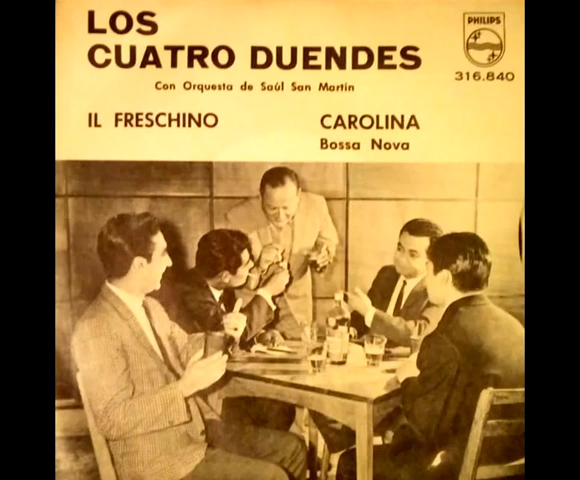 LOS
CUATRO DUENDES
PHILIPS
316.840
Con Orquesta de Saúl San Martín
IL FRESCHINO
CAROLINA
Bossa Nova